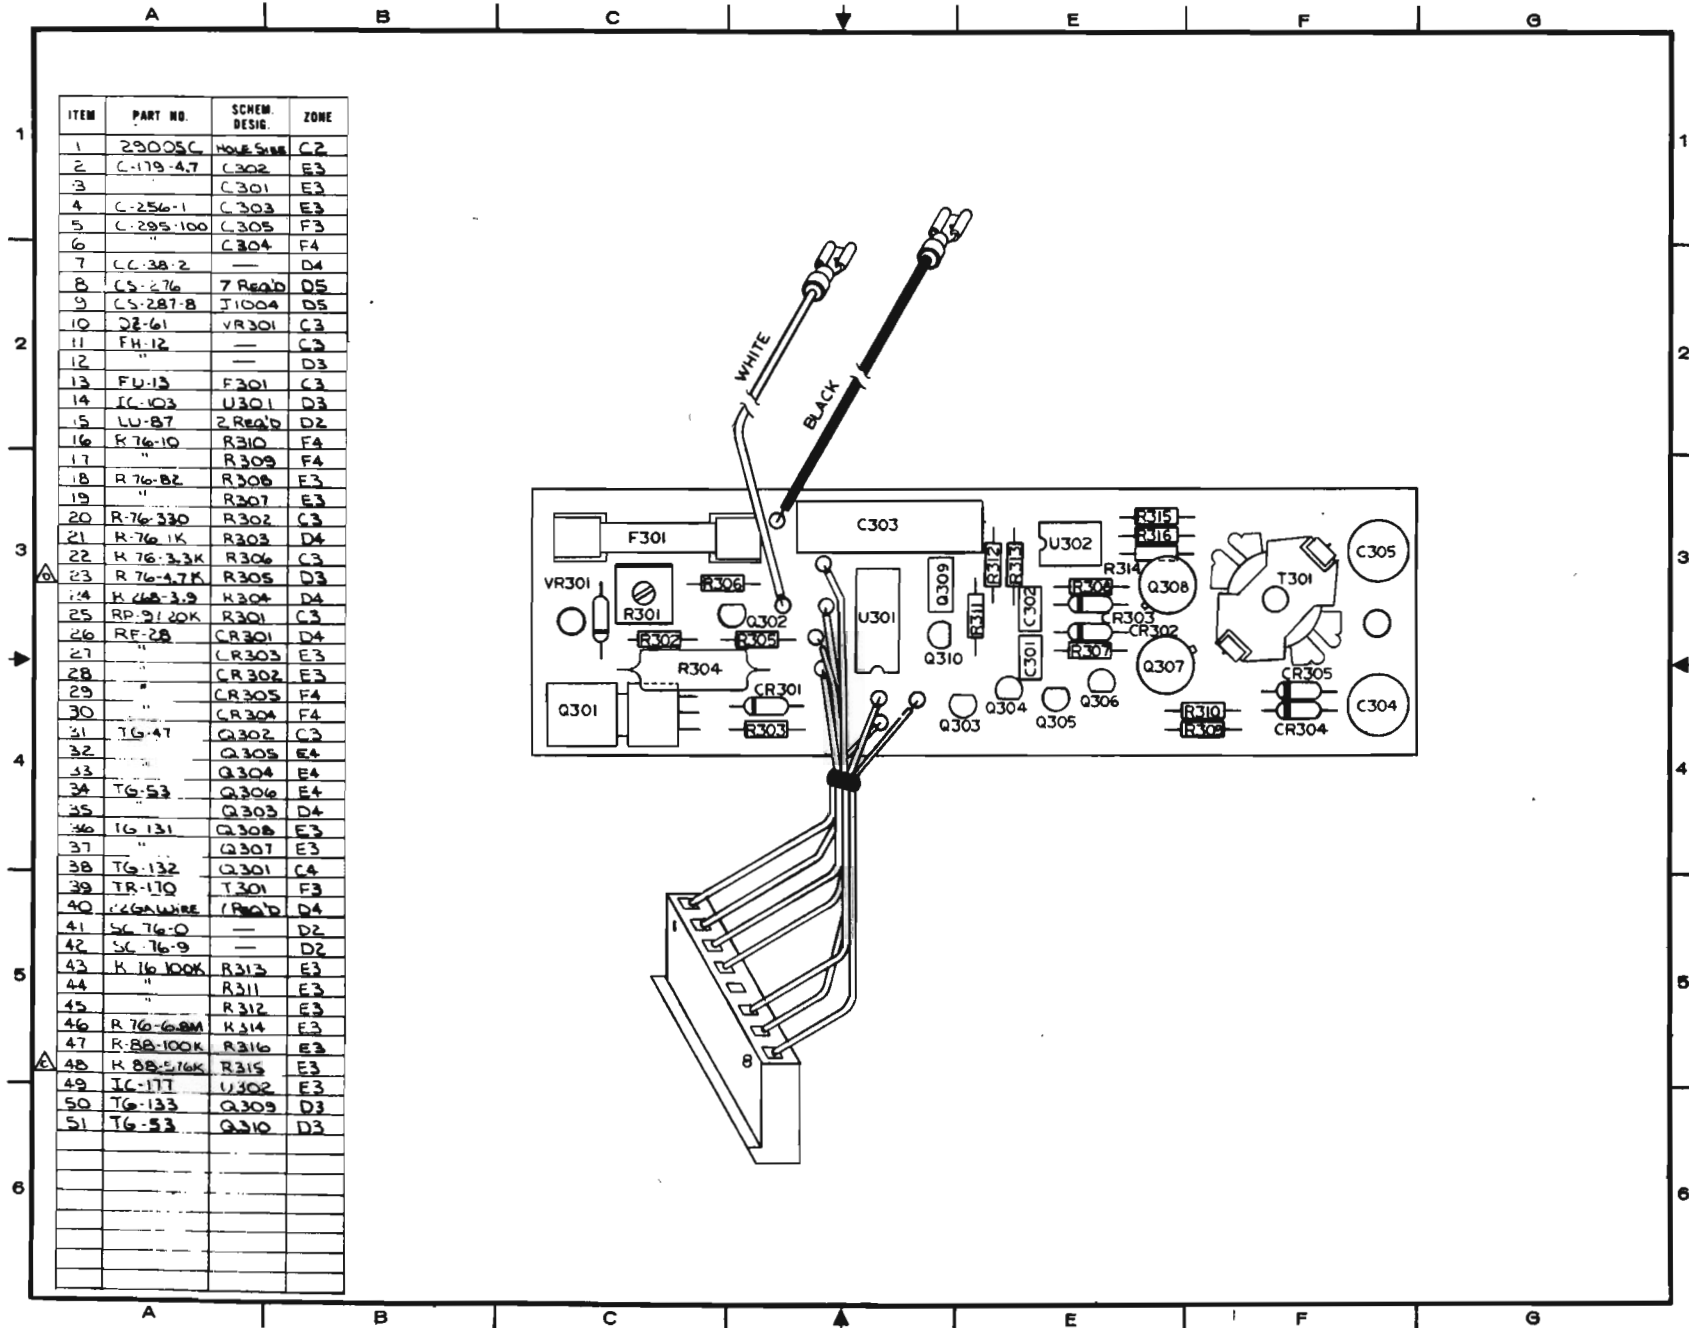 A B C E F G
1
2
3
4
5
6
ITEM PART NO. SCHEM. DESIG. ZONE
1 29005C HOLE SIDE C2
2 C-179-4.7 C302 E3
3 C301 E3
4 C-256-1 C303 E3
5 C-295-100 C305 F3
6 " C304 F4
7 CC-38-2 — D4
8 CS-276 7 REQ'D D5
9 CS-287-8 J1004 D5
10 DZ-61 VR301 C3
11 FH-12 — C3
12 " — D3
13 FU-13 F301 C3
14 IC-103 U301 D3
15 LU-87 2 REQ'D D2
16 R 76-10 R310 F4
17 " R309 F4
18 R 76-82 R308 E3
19 " R307 E3
20 R-76-330 R302 C3
21 R-76 1K R303 D4
22 R 76-3.3K R306 C3
23 R 76-4.7K R305 D3
24 R 268-3.9 R304 D4
25 RP-91 20K R301 C3
26 RF-28 CR301 D4
27 " CR303 E3
28 CR302 E3
29 " CR305 F4
30 " CR304 F4
31 TG-47 Q302 C3
32 Q305 E4
33 Q304 E4
34 TG-53 Q306 E4
35 " Q303 D4
36 TG 131 Q308 E3
37 " Q307 E3
38 TG-132 Q301 C4
39 TR-170 T301 F3
40 22GA WIRE 1 REQ'D D4
41 SC 76-0 — D2
42 SC-76-9 — D2
43 R 76 100K R313 E3
44 " R311 E3
45 " R312 E3
46 R 76-6.8M R314 E3
47 R-88-100K R316 E3
48 R 88-576K R315 E3
49 IC-177 U302 E3
50 TG-133 Q309 D3
51 TG-53 Q310 D3
D
C
WHITE
BLACK
F301
C303
VR301
R301
R306
Q302
R302
R305
R304
Q301
CR301
R303
U301
Q309
Q310
R311
R312
R313
C302
C301
U302
R315
R316
R314
R308
R303
CR302
R307
Q308
Q307
Q303
Q304
Q305
Q306
R310
R309
T301
C305
C304
CR305
CR304
1
8
1
2
3
4
5
6
A B C E F G